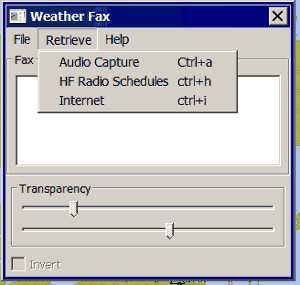 Weather Fax
File Retrieve Help
Audio Capture Ctrl+a
Fax
HF Radio Schedules ctrl+h
Internet ctrl+i
Transparency
Invert